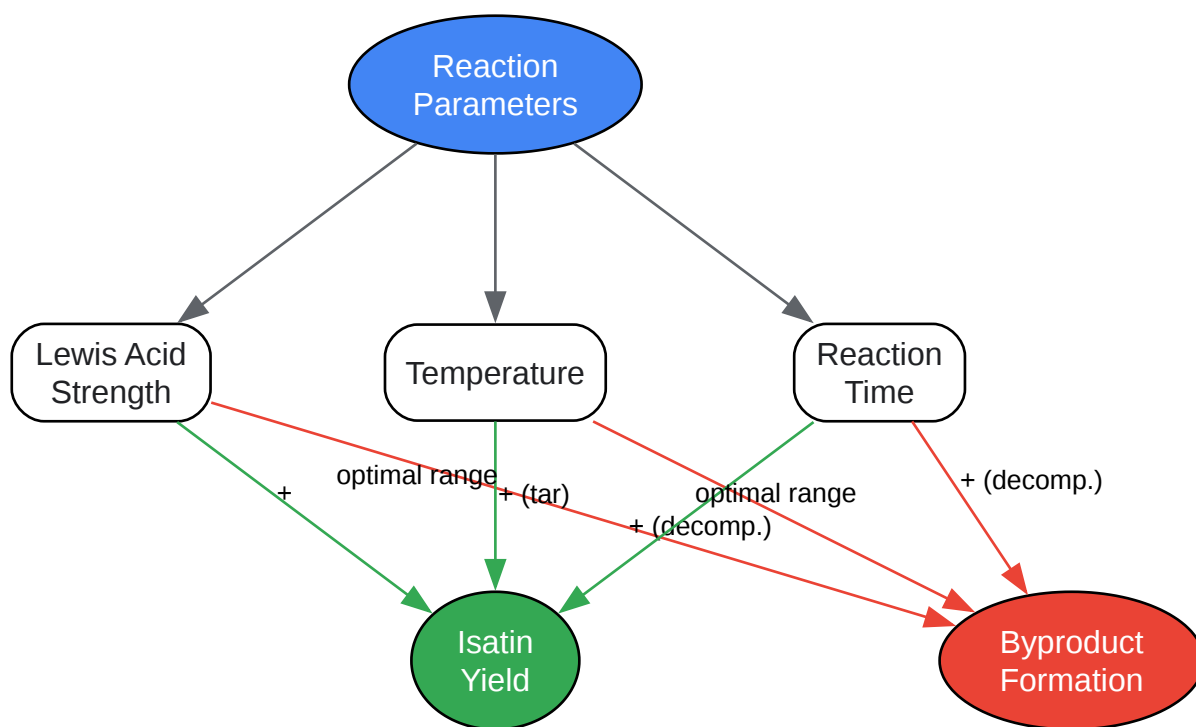 Reaction
Parameters
Lewis Acid
Strength
Temperature
Reaction
Time
+
optimal range
+ (tar)
optimal range
+ (decomp.)
+ (decomp.)
Isatin
Yield
Byproduct
Formation